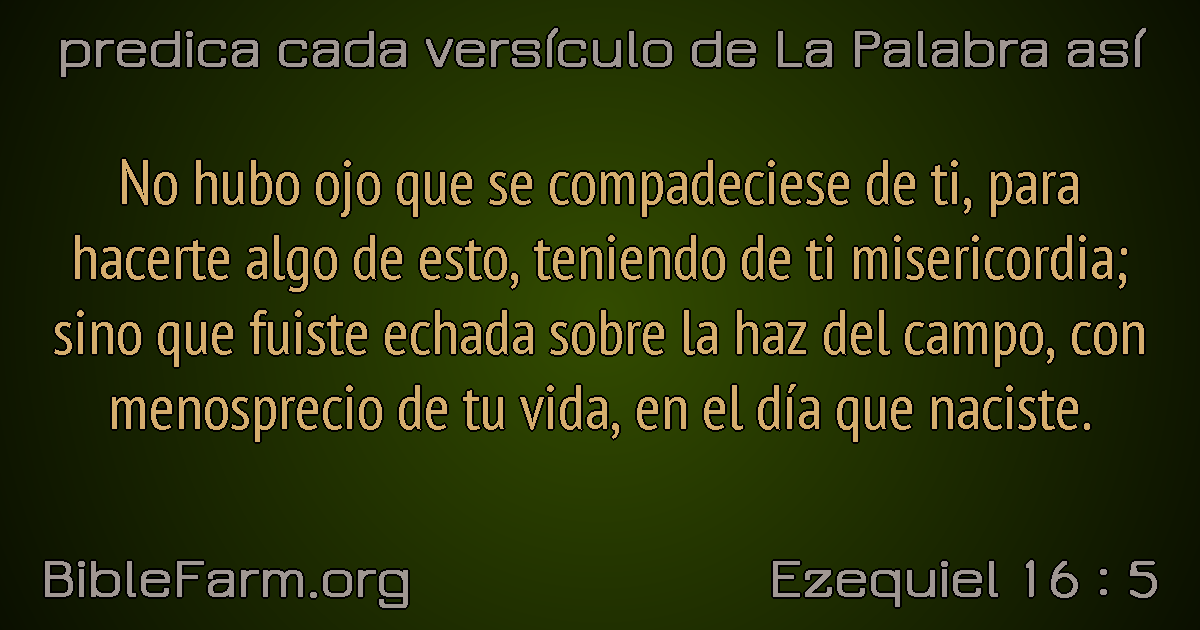 predica cada versículo de La Palabra así
No hubo ojo que se compadeciese de ti, para
hacerte algo de esto, teniendo de ti misericordia;
sino que fuiste echada sobre la haz del campo, con
menosprecio de tu vida, en el día que naciste.
BibleFarm.org
Ezequiel 16 : 5